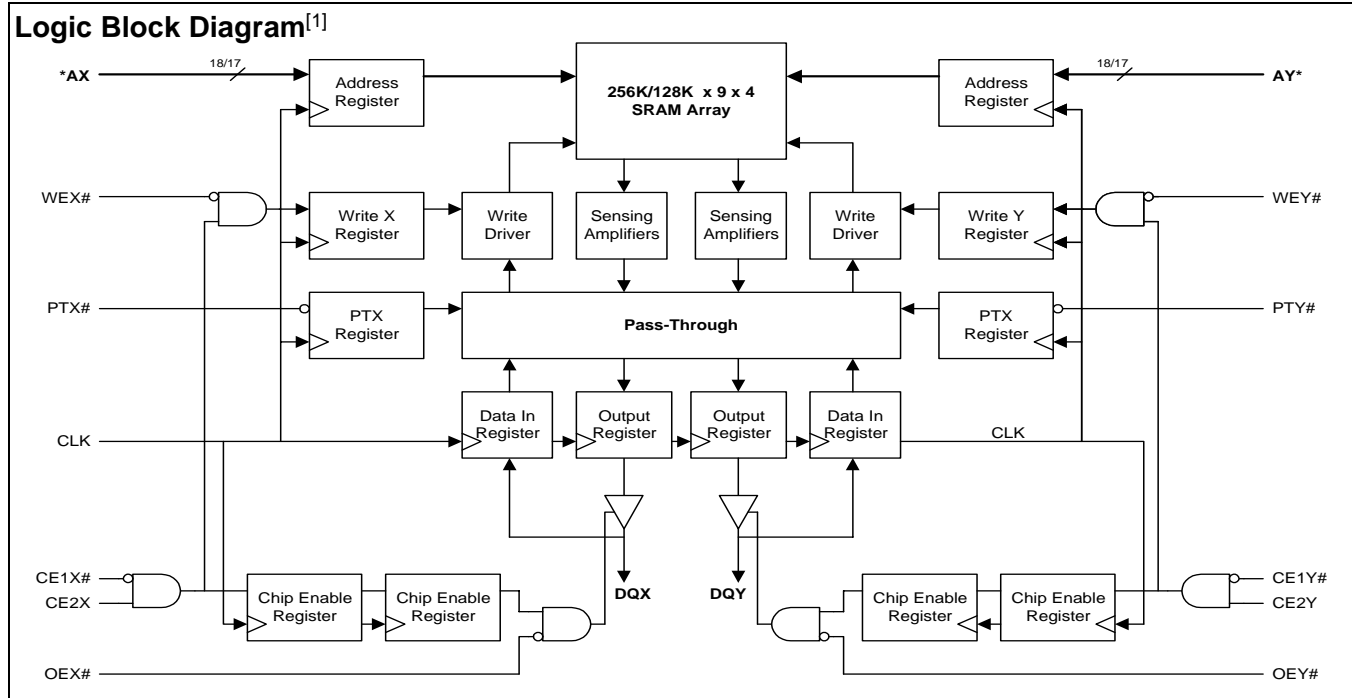 Logic Block Diagram[1]
*AX
18/17
Address
Register
256K/128K x 9 x 4
SRAM Array
Address
Register
18/17
AY*
WEX#
Write X
Register
Write
Driver
Sensing
Amplifiers
Sensing
Amplifiers
Write
Driver
Write Y
Register
WEY#
PTX#
PTX
Register
Pass-Through
PTX
Register
PTY#
CLK
Data In
Register
Output
Register
Output
Register
Data In
Register
CLK
CE1X#
CE2X
Chip Enable
Register
Chip Enable
Register
DQX
DQY
Chip Enable
Register
Chip Enable
Register
CE1Y#
CE2Y
OEX#
OEY#